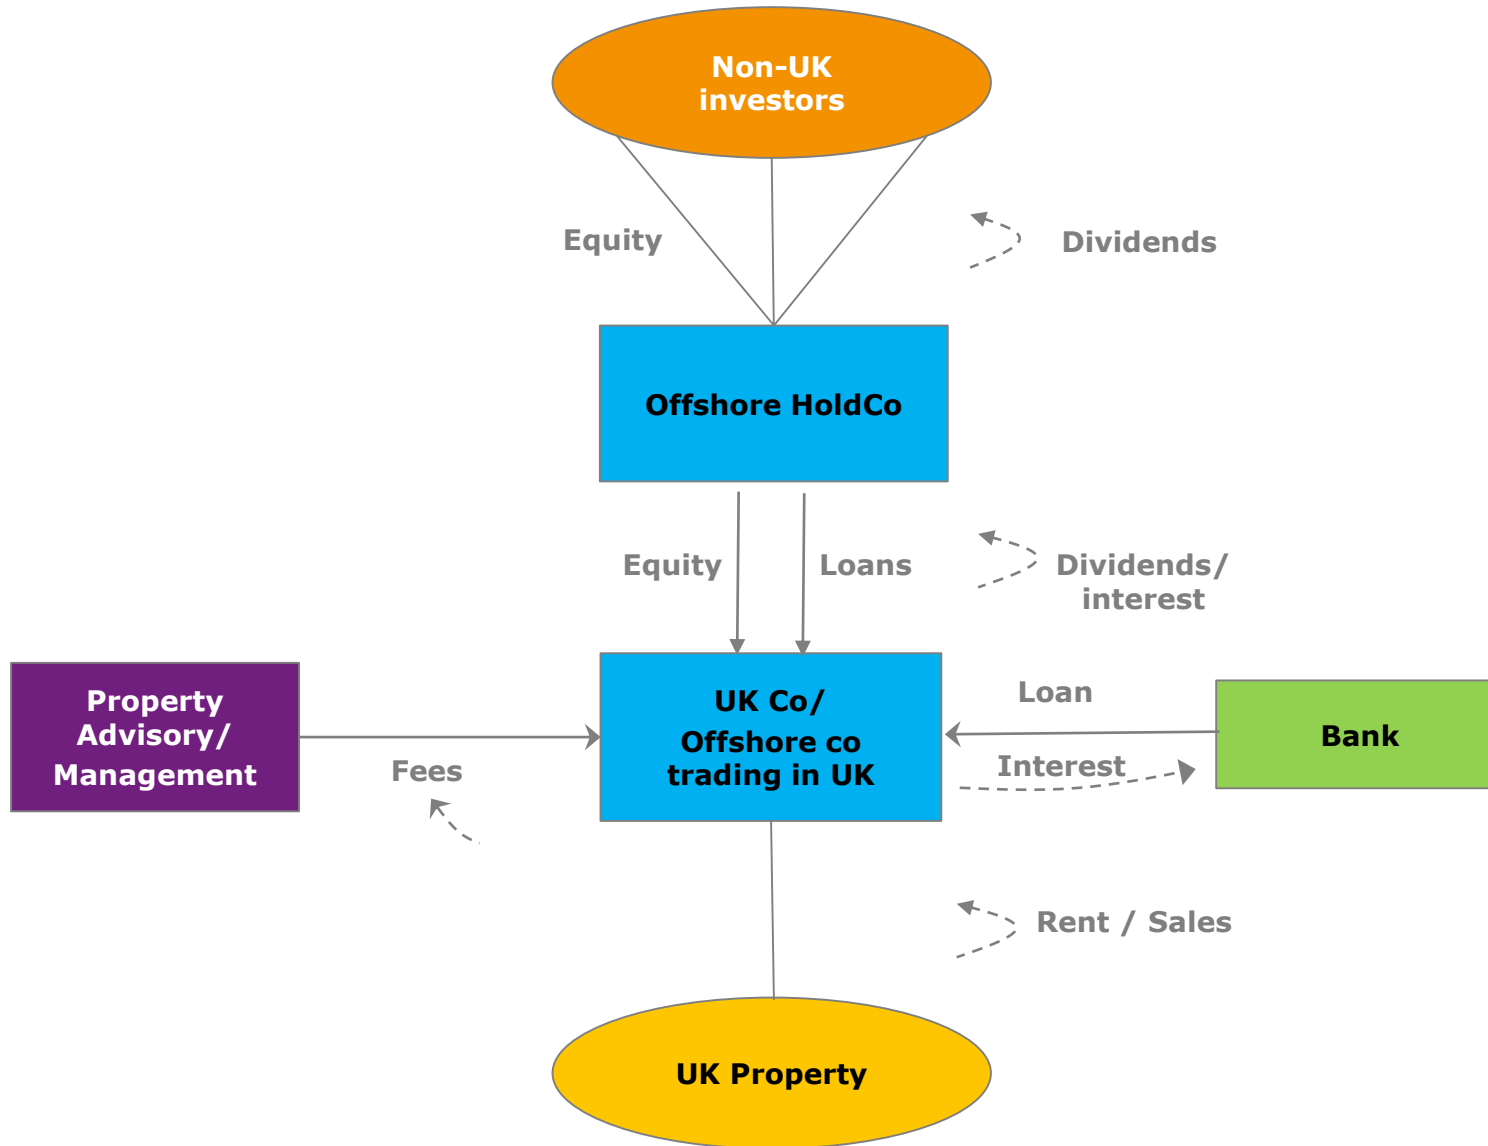 Non-UK
investors
Equity
Dividends
Offshore HoldCo
Equity
Loans
Dividends/
interest
Property
Advisory/
Management
Fees
UK Co/
Offshore co
trading in UK
Loan
Interest
Bank
Rent / Sales
UK Property